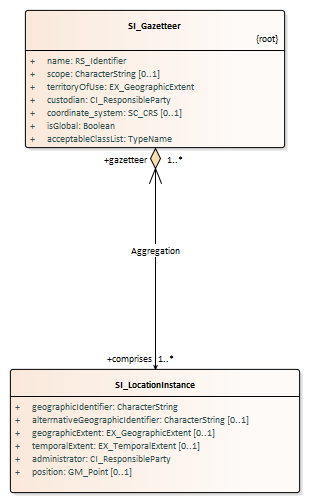 SI_Gazetteer
{root}
+ name: RS_Identifier
+ scope: CharacterString [0..1]
+ territoryOfUse: EX_GeographicExtent
+ custodian: CI_ResponsibleParty
+ coordinate_system: SC_CRS [0..1]
+ isGlobal: Boolean
+ acceptableClassList: TypeName
+gazetteer 1..*
Aggregation
+comprises 1..*
SI_LocationInstance
+ geographicIdentifier: CharacterString
+ alterrnativeGeographicIdentifier: CharacterString [0..1]
+ geographicExtent: EX_GeographicExtent [0..1]
+ temporalExtent: EX_TemporalExtent [0..1]
+ administrator: CI_ResponsibleParty
+ position: GM_Point [0..1]